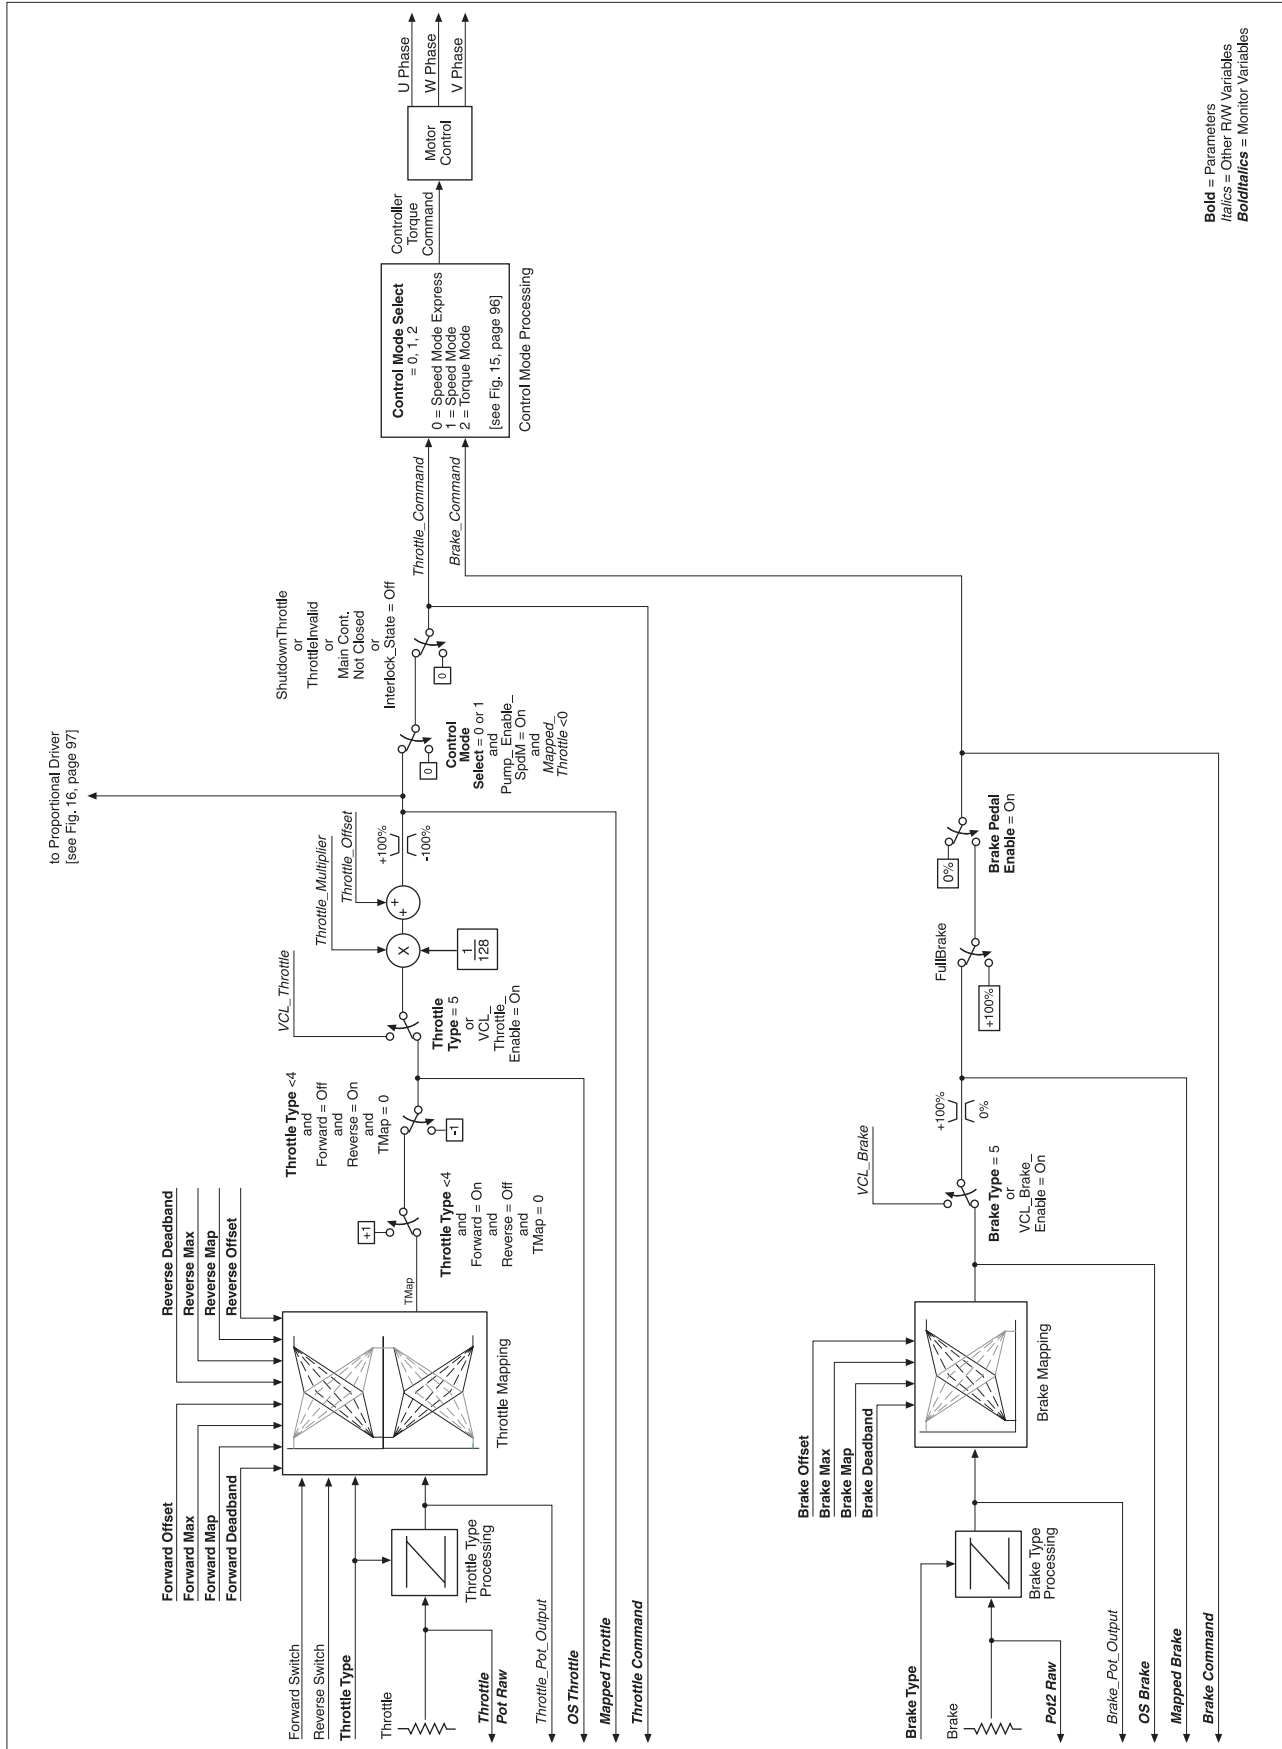 Forward Offset
Forward Max
Forward Map
Forward Deadband
Reverse Deadband
Reverse Max
Reverse Map
Reverse Offset
Forward Switch
Reverse Switch
Throttle Type
Throttle
Throttle
Pot Raw
Throttle_Pot_Output
OS Throttle
Mapped Throttle
Throttle Command
Throttle Type
Processing
Throttle Mapping
TMap
+1
Throttle Type <4
and
Forward = On
and
Reverse = Off
and
TMap = 0
Throttle Type <4
and
Forward = Off
and
Reverse = On
and
TMap = 0
-1
VCL_Throttle
Throttle
Type = 5
or
VCL_
Throttle_
Enable = On
Throttle_Multiplier
X
1
128
Throttle_Offset
+
+
+100%
-100%
to Proportional Driver
[see Fig. 16, page 97]
0
Control
Mode
Select = 0 or 1
and
Pump_Enable_
SpdM = On
and
Mapped_
Throttle <0
ShutdownThrottle
or
ThrottleInvalid
or
Main Cont.
Not Closed
or
Interlock_State = Off
0
Throttle_Command
Brake_Command
Control Mode Select
= 0, 1, 2
0 = Speed Mode Express
1 = Speed Mode
2 = Torque Mode
[see Fig. 15, page 96]
Control Mode Processing
Controller
Torque
Command
Motor
Control
U Phase
W Phase
V Phase
Brake Offset
Brake Max
Brake Map
Brake Deadband
Brake Type
Brake
Pot2 Raw
Brake_Pot_Output
OS Brake
Mapped Brake
Brake Command
Brake Type
Processing
Brake Mapping
VCL_Brake
Brake Type = 5
or
VCL_Brake_
Enable = On
+100%
0%
FullBrake
+100%
0%
Brake Pedal
Enable = On
Bold = Parameters
Italics = Other R/W Variables
BoldItalics = Monitor Variables